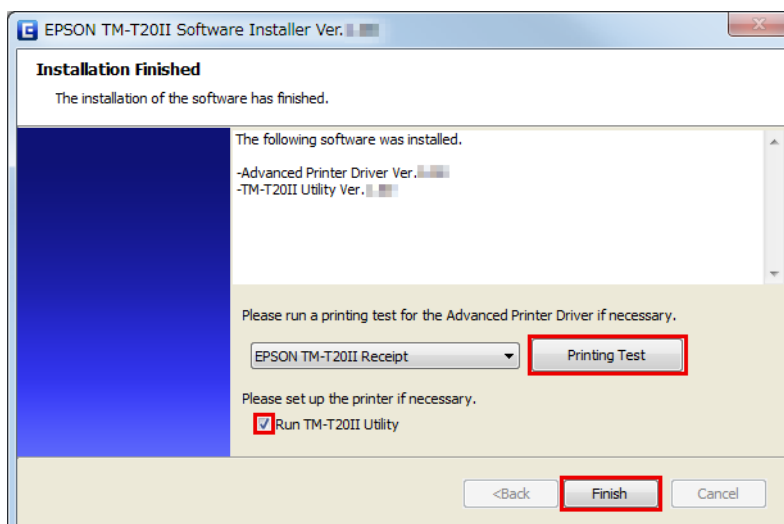 EPSON TM-T20II Software Installer Ver.
Installation Finished
The installation of the software has finished.
The following software was installed.
-Advanced Printer Driver Ver.
-TM-T20II Utility Ver.
Please run a printing test for the Advanced Printer Driver if necessary.
EPSON TM-T20II Receipt
Printing Test
Please set up the printer if necessary.
Run TM-T20II Utility
<Back
Finish
Cancel